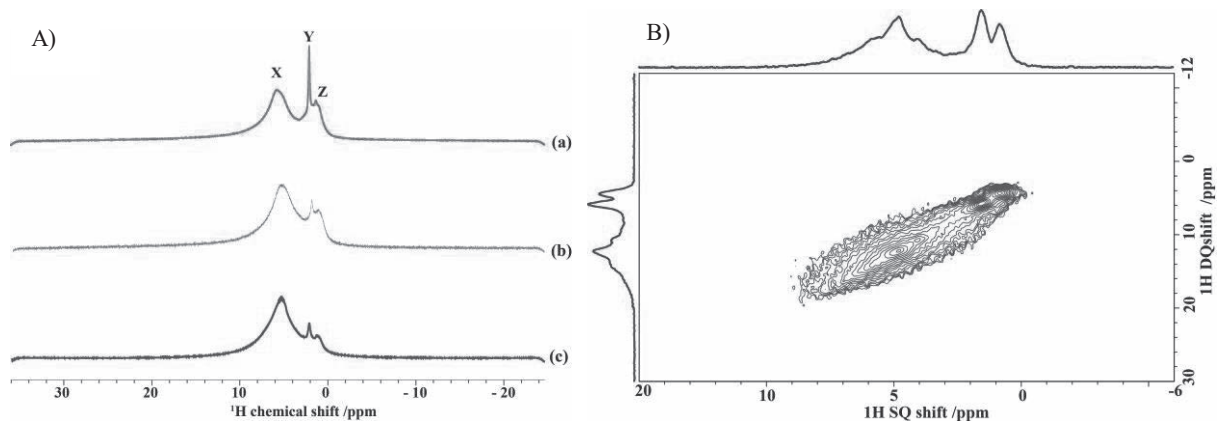 A)
Y
X
Z
(a)
(b)
(c)
30 20 10 0 - 10 - 20
¹H chemical shift /ppm
B)
-12
0
10
20
30
1H DQshift /ppm
20 10 5 0 -6
1H SQ shift /ppm